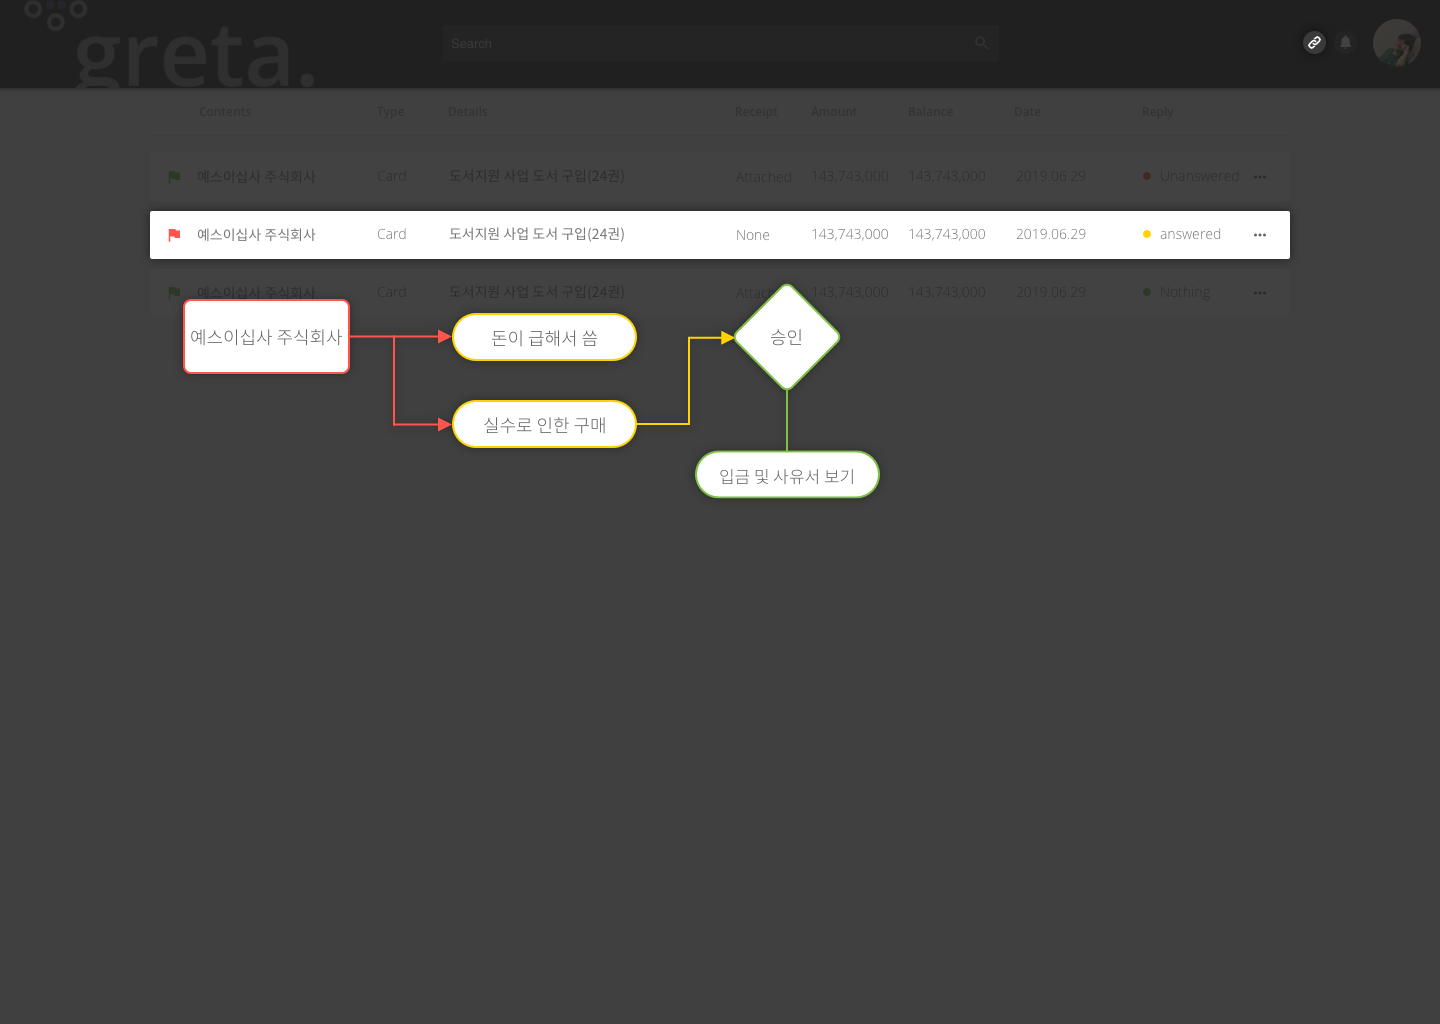 greta.
Search
Contents Type Details Receipt Amount Balance Date Reply
예스이십사 주식회사 Card 도서지원 사업 도서 구입(24권) Attached 143,743,000 143,743,000 2019.06.29 Unanswered
예스이십사 주식회사 Card 도서지원 사업 도서 구입(24권) None 143,743,000 143,743,000 2019.06.29 answered
예스이십사 주식회사 Card 도서지원 사업 도서 구입(24권) 143,743,000 143,743,000 2019.06.29 Nothing
예스이십사 주식회사
돈이 급해서 씀
승인
실수로 인한 구매
입금 및 사유서 보기